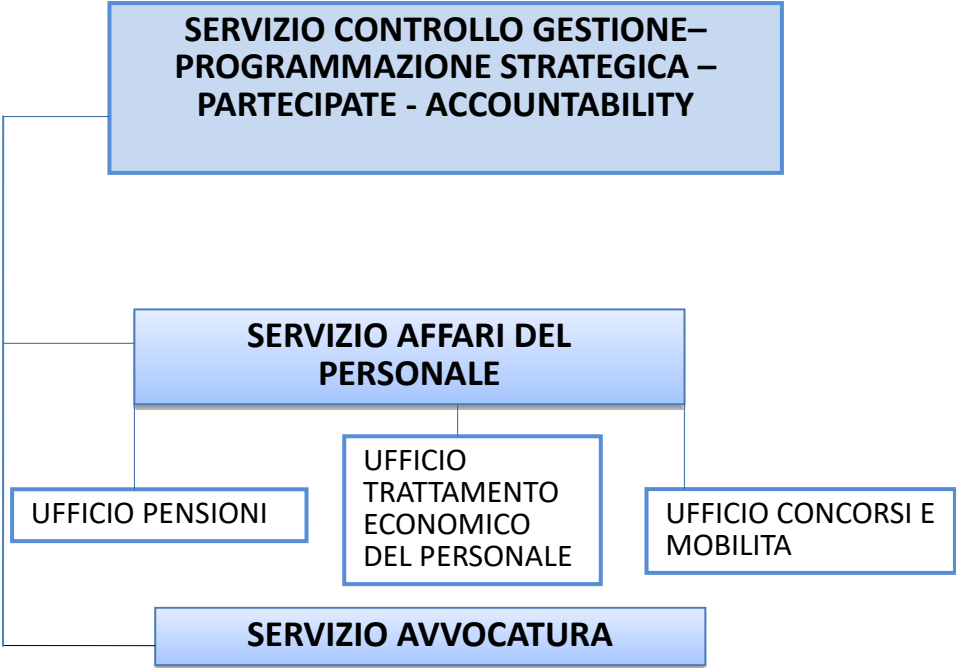 SERVIZIO CONTROLLO GESTIONE–
PROGRAMMAZIONE STRATEGICA –
PARTECIPATE - ACCOUNTABILITY
SERVIZIO AFFARI DEL
PERSONALE
UFFICIO PENSIONI
UFFICIO
TRATTAMENTO
ECONOMICO
DEL PERSONALE
UFFICIO CONCORSI E
MOBILITA
SERVIZIO AVVOCATURA